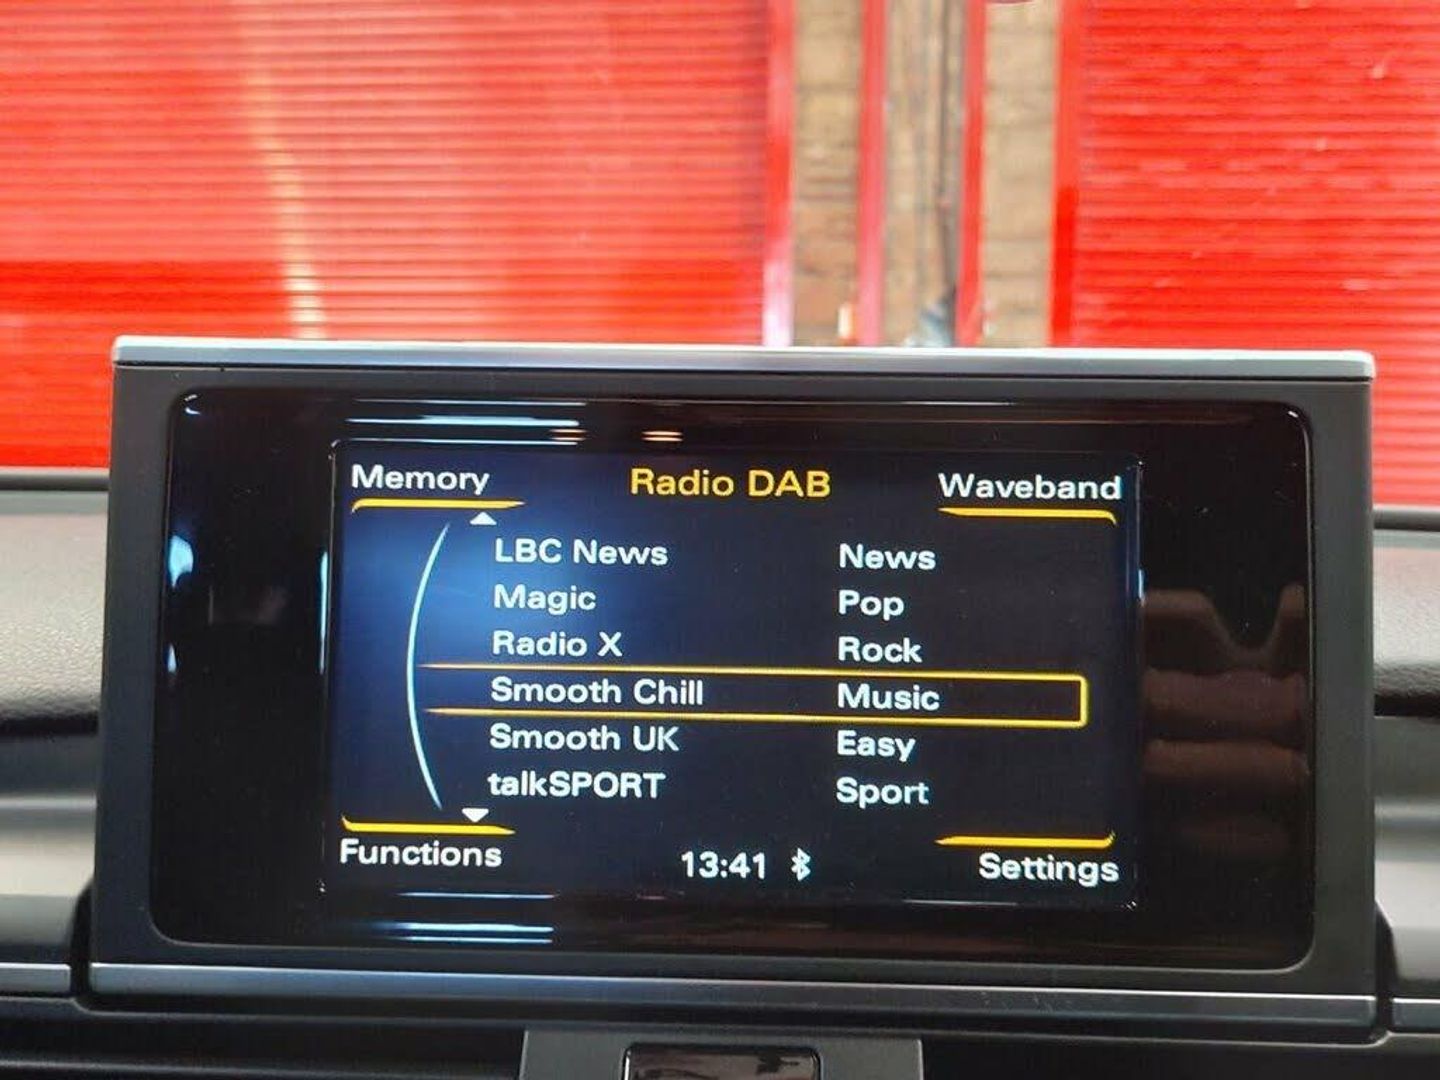 Memory Radio DAB Waveband
LBC News News
Magic Pop
Radio X Rock
Smooth Chill Music
Smooth UK Easy
talkSPORT Sport
Functions 13:41 Settings